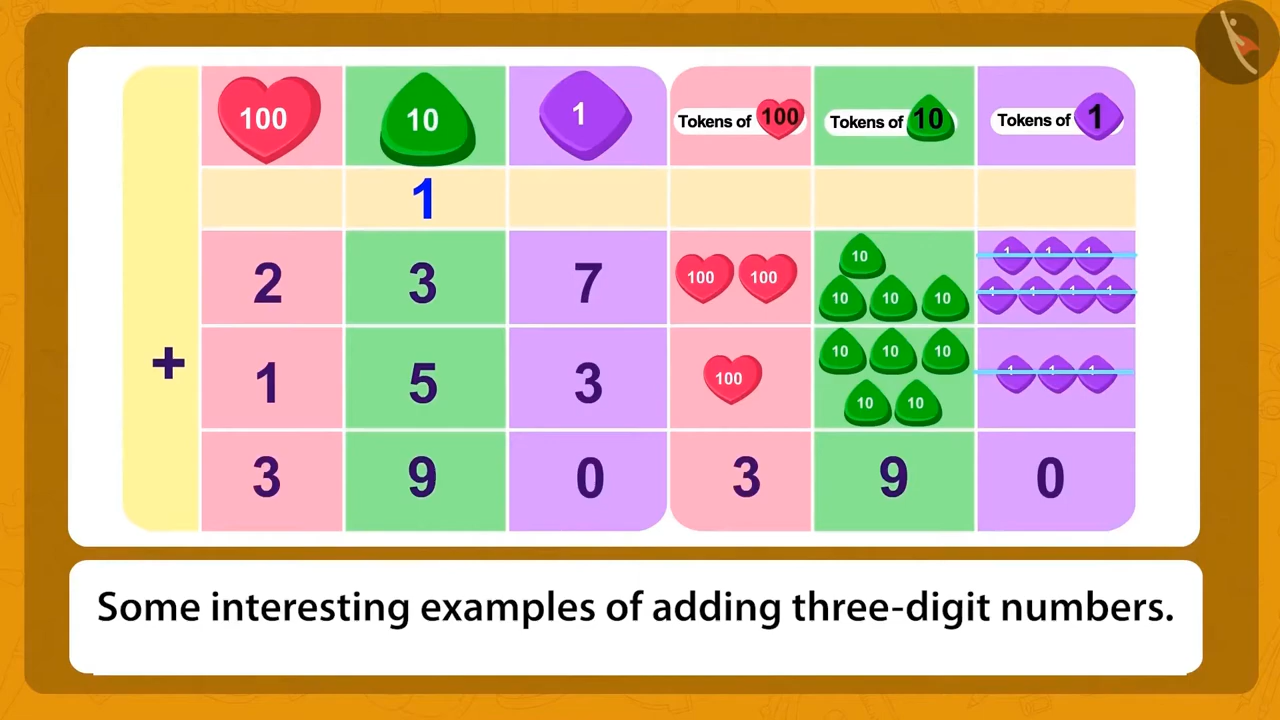 100 10 1 Tokens of 100 Tokens of 10 Tokens of 1
1
2 3 7 100 100 10 1 1 1
10 10 10 1 1 1 1
+ 1 5 3 100 10 10 10 1 1 1
10 10
3 9 0 3 9 0
Some interesting examples of adding three-digit numbers.